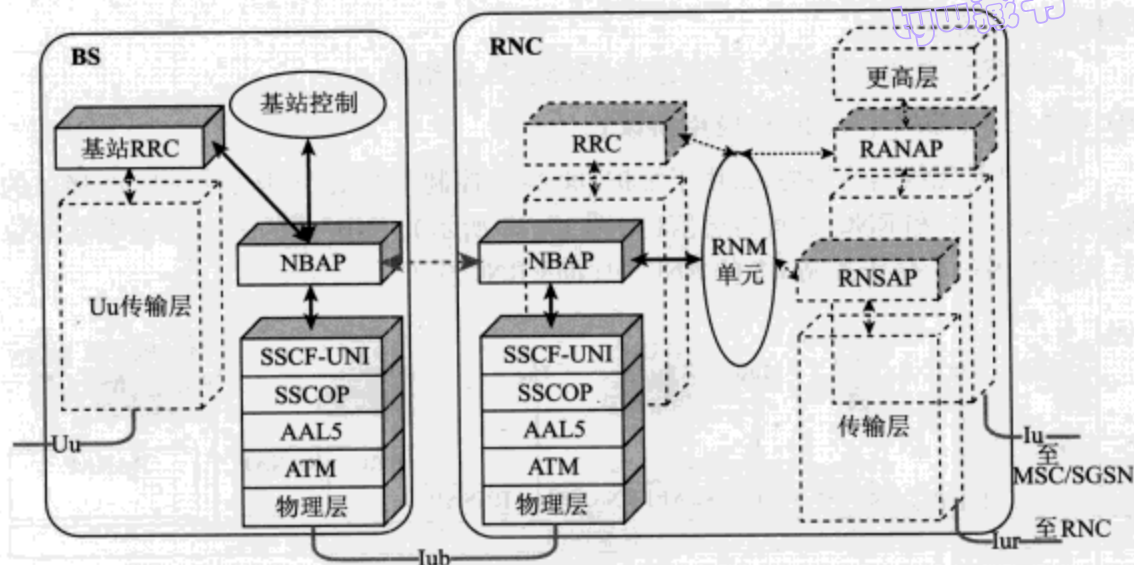 BS
基站控制
基站RRC
NBAP
Uu传输层
SSCF-UNI
SSCOP
AAL5
ATM
物理层
Uu
Iub
RNC
更高层
RRC
RANAP
NBAP
RNM
单元
RNSAP
SSCF-UNI
SSCOP
AAL5
ATM
物理层
传输层
Iu
至
MSC/SGSN
Iur
至RNC